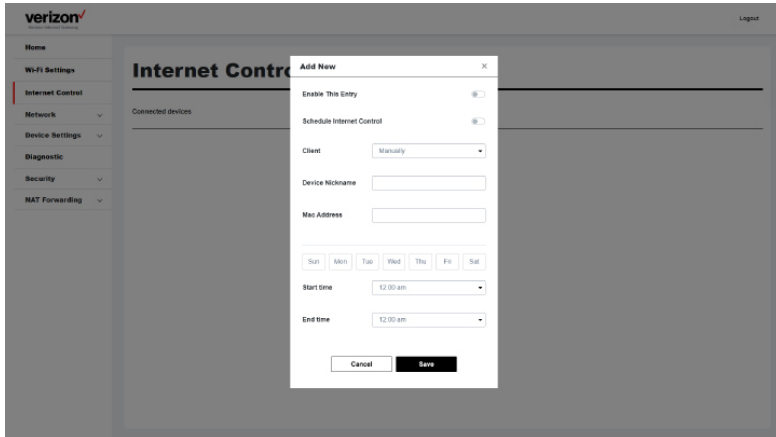 verizon
Logout
Home
Wi-Fi Settings
Internet Control
Network
Device Settings
Diagnostic
Security
NAT Forwarding
Internet Contro
Connected devices
Add New
Enable This Entry
Schedule Internet Control
Client
Manually
Device Nickname
Mac Address
Sun Mon Tue Wed Thu Fri Sat
Start time
12:00 am
End time
12:00 am
Cancel
Save